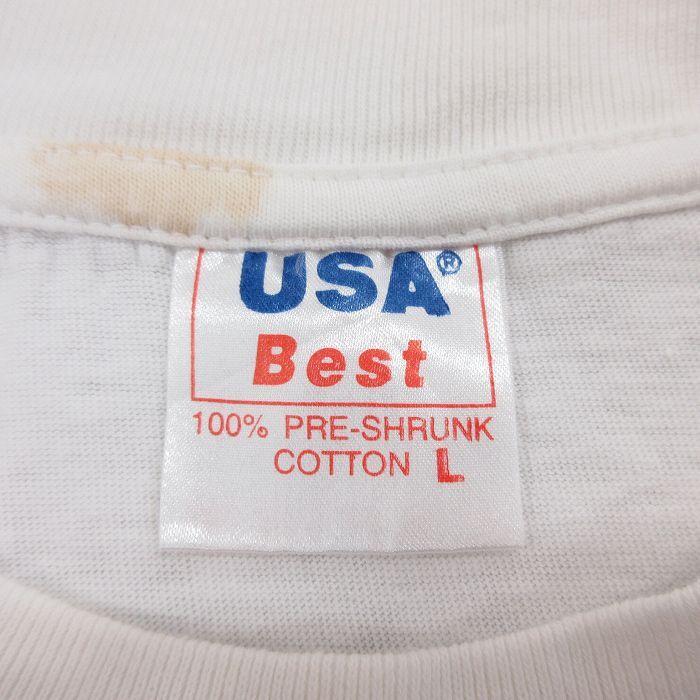 USA®
Best
100% PRE-SHRUNK
COTTON L